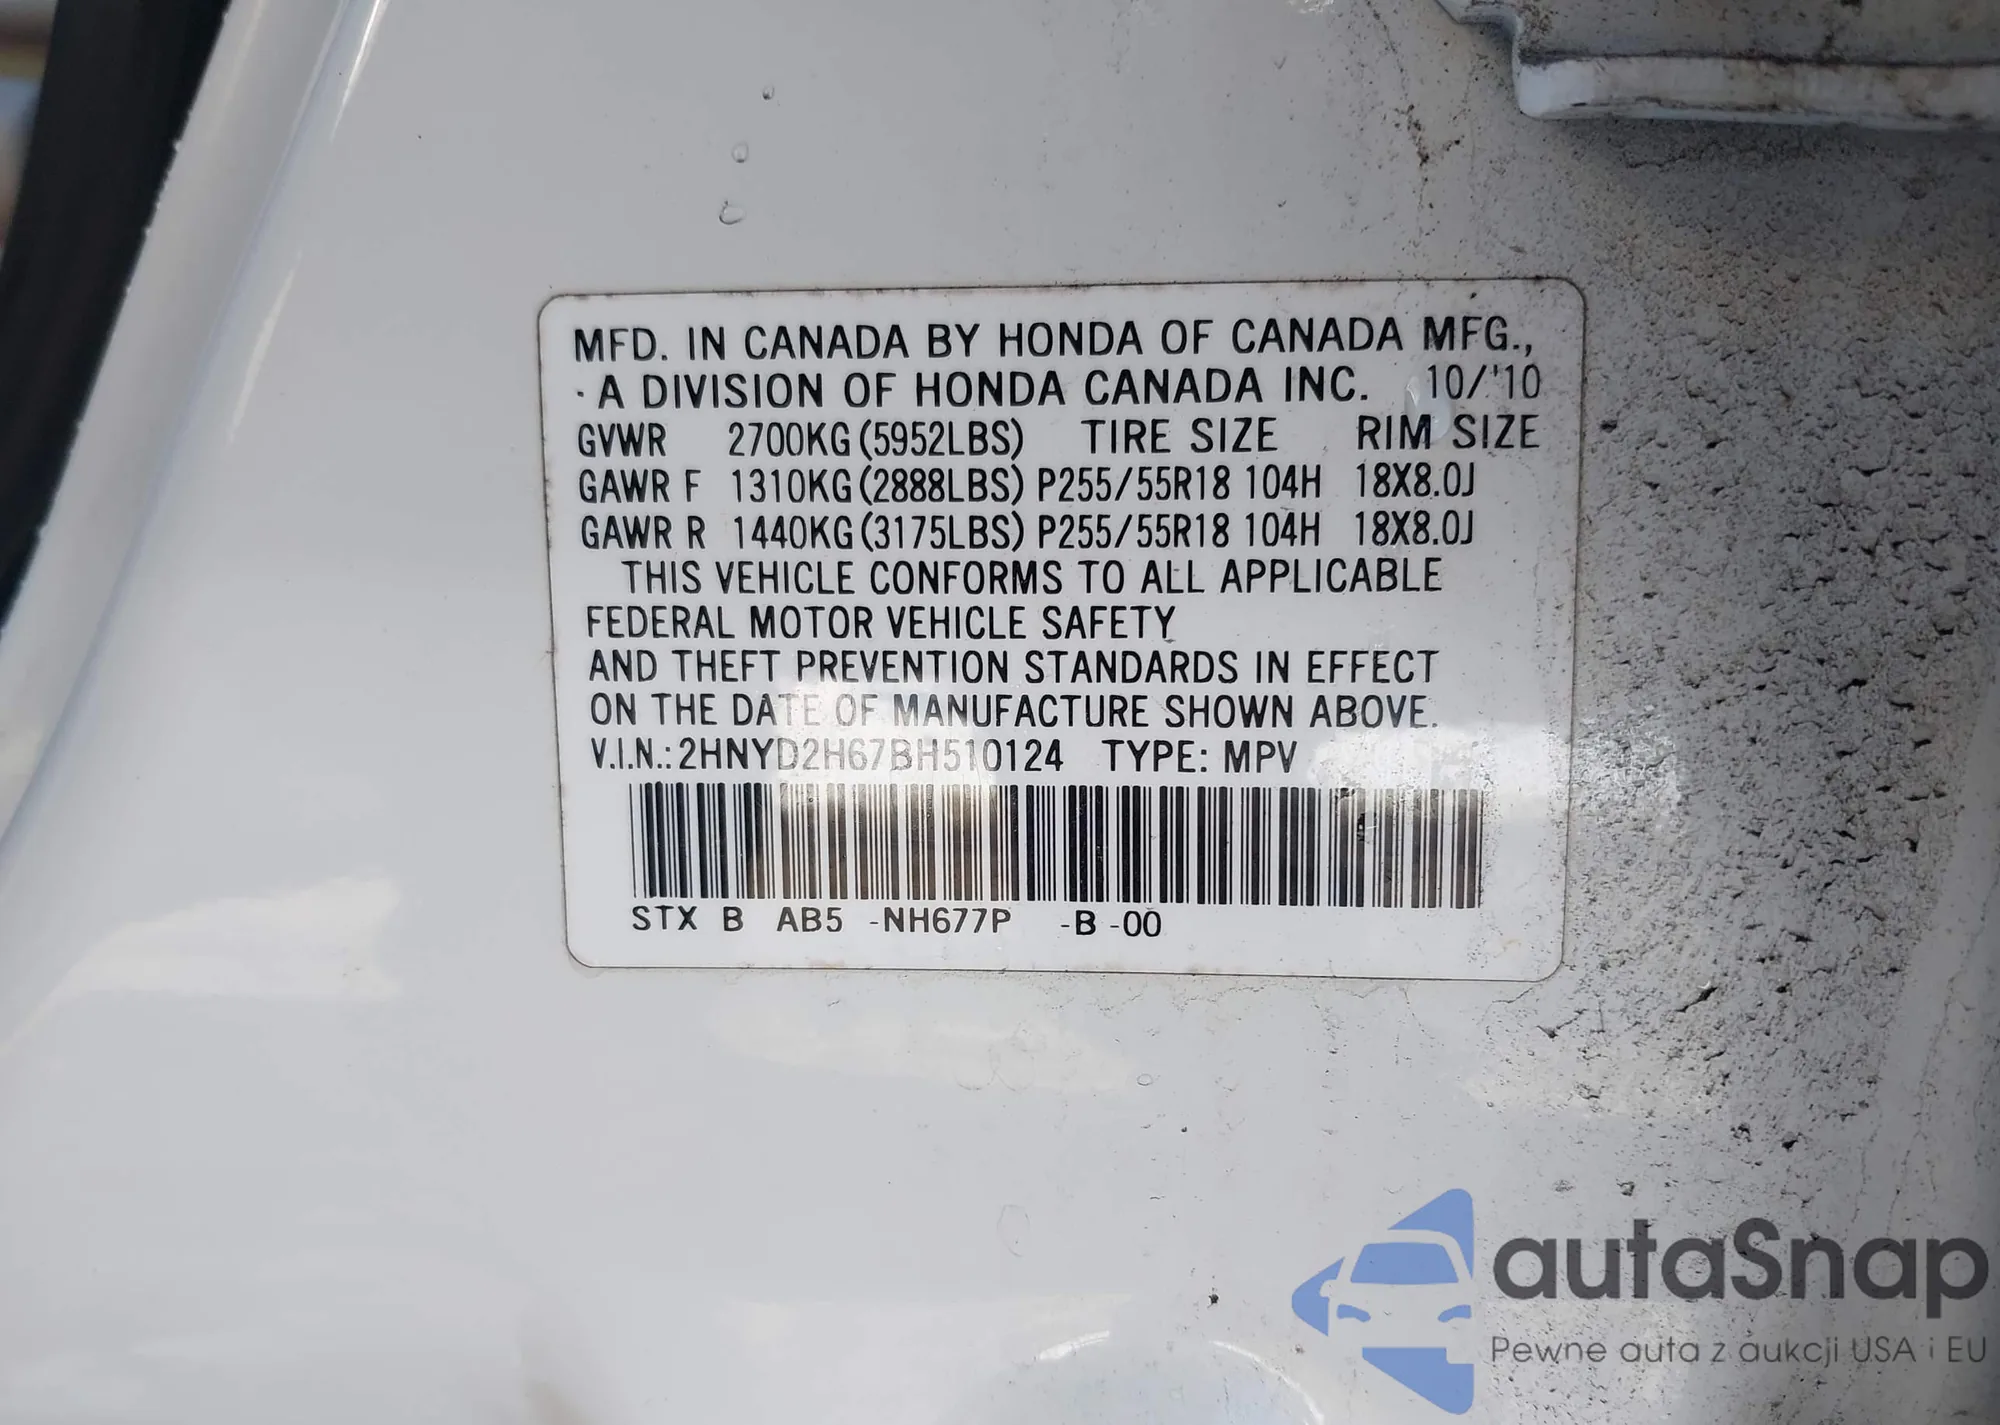 MFD. IN CANADA BY HONDA OF CANADA MFG.,
A DIVISION OF HONDA CANADA INC. 10/'10
GVWR 2700KG (5952LBS) TIRE SIZE RIM SIZE
GAWR F 1310KG (2888LBS) P255/55R18 104H 18X8.0J
GAWR R 1440KG (3175LBS) P255/55R18 104H 18X8.0J
THIS VEHICLE CONFORMS TO ALL APPLICABLE
FEDERAL MOTOR VEHICLE SAFETY
AND THEFT PREVENTION STANDARDS IN EFFECT
ON THE DATE OF MANUFACTURE SHOWN ABOVE.
V.I.N.: 2HNYD2H67BH510124 TYPE: MPV
STX B AB5 -NH677P -B -00
autaSnap
Pewne auta z aukcji USA i EU